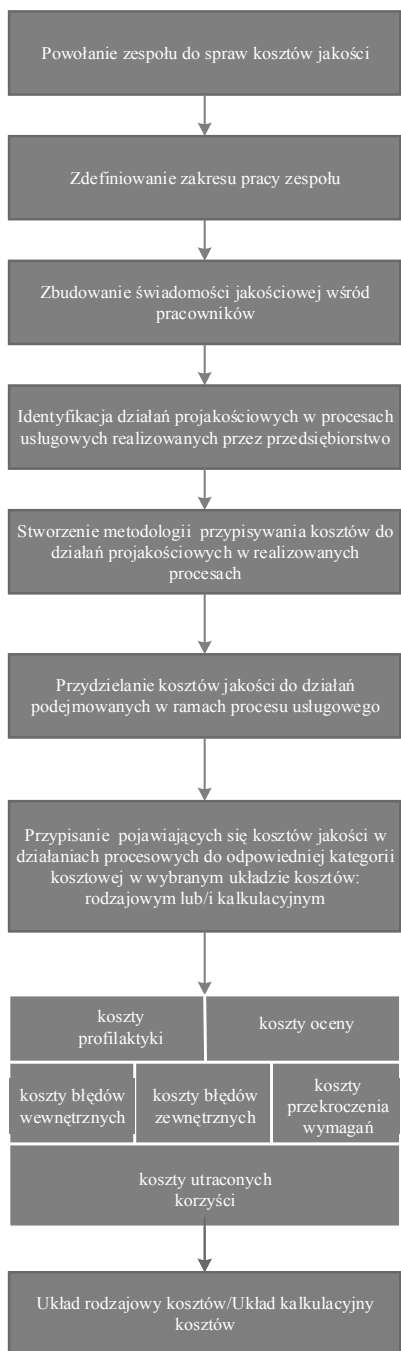 Powołanie zespołu do spraw kosztów jakości
Zdefiniowanie zakresu pracy zespołu
Zbudowanie świadomości jakościowej wśród
pracowników
Identyfikacja działań projakościowych w procesach
usługowych realizowanych przez przedsiębiorstwo
Stworzenie metodologii przypisywania kosztów do
działań projakościowych w realizowanych
procesach
Przydzielanie kosztów jakości do działań
podejmowanych w ramach procesu usługowego
Przypisanie pojawiających się kosztów jakości w
działaniach procesowych do odpowiedniej kategorii
kosztowej w wybranym układzie kosztów:
rodzajowym lub/i kalkulacyjnym
koszty
profilaktyki
koszty oceny
koszty błędów
wewnętrznych
koszty błędów
zewnętrznych
koszty
przekroczenia
wymagań
koszty utraconych
korzyści
Układ rodzajowy kosztów/Układ kalkulacyjny
kosztów